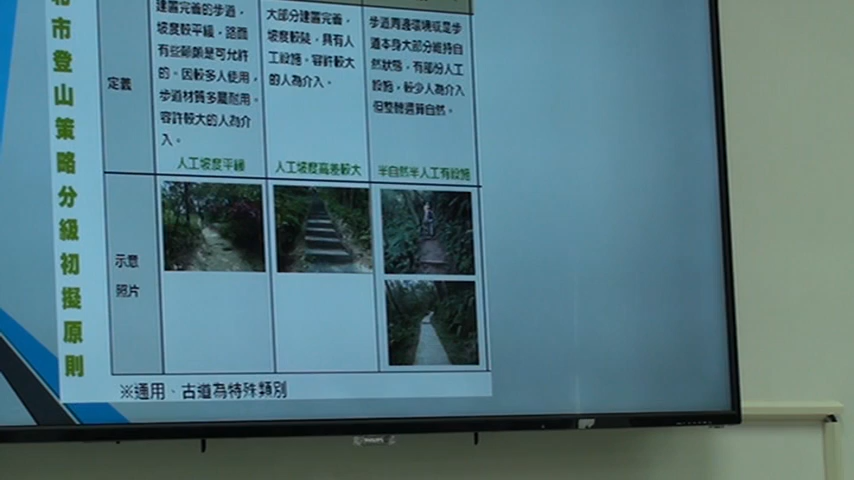 市登山策略分級初擬原則
定義
建置完善的步道，
坡度較平緩，路面
有些顛頗是可允許
的。因較多人使用，
步道材質多屬耐用。
容許較大的人為介
入。
人工坡度平緩
大部分建置完善，
坡度較陡，具有人
工設施。容許較大
的人為介入。
人工坡度高差較大
步道周邊環境或是步
道本身大部分維持自
然狀態，有部份人工
設施，較少人為介入
但整體還算自然。
半自然半人工有設施
示意
照片
※通用、古道為特殊類別
PHILIPS